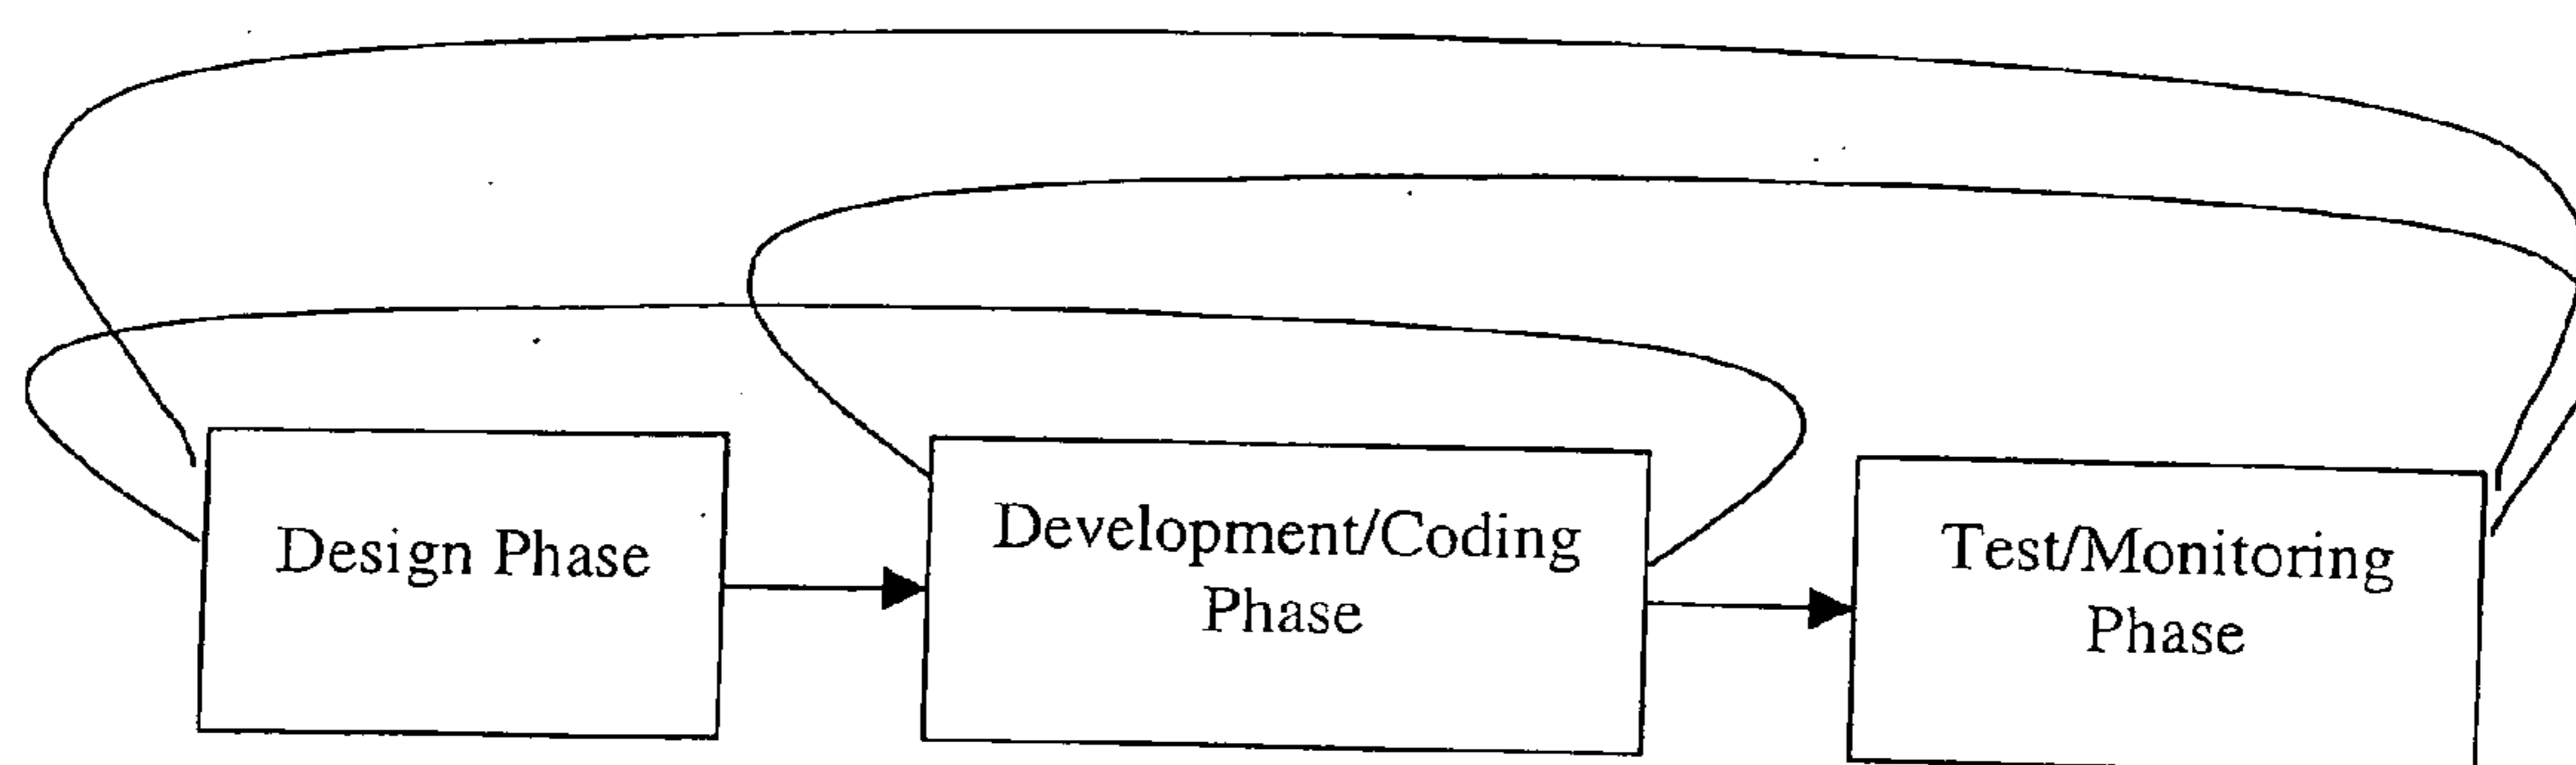 Design Phase
Development/Coding
Phase
Test/Monitoring
Phase